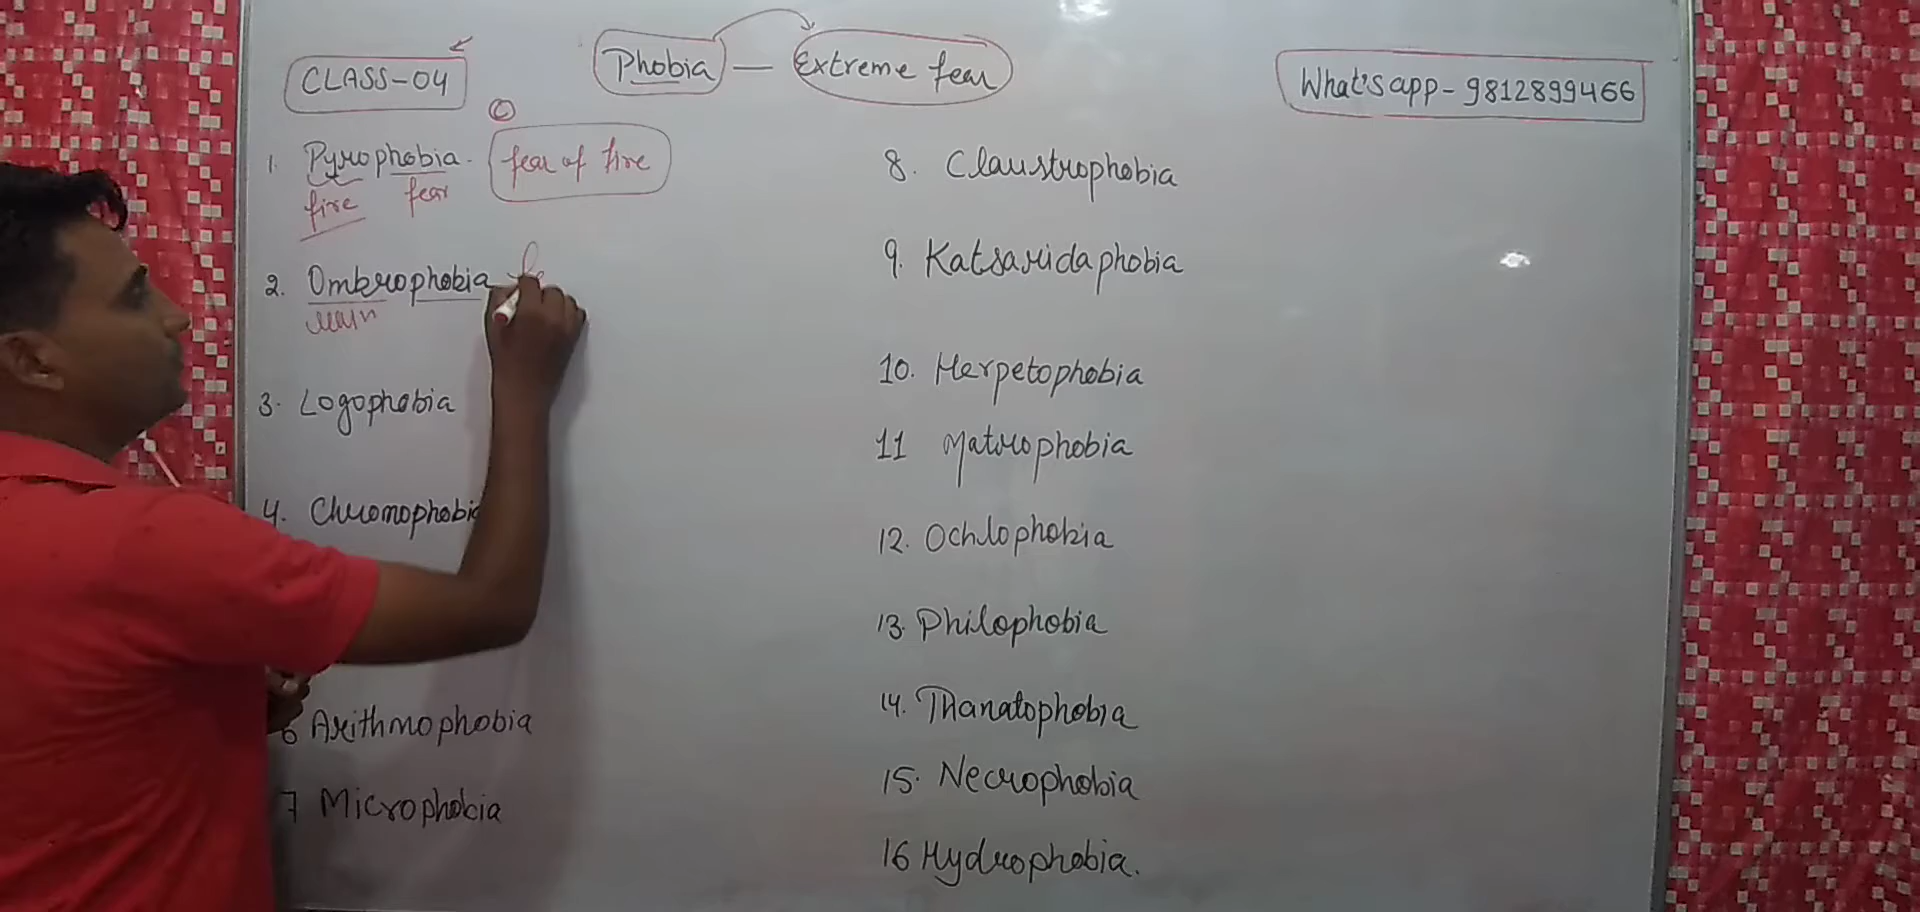 CLASS-04
Phobia — Extreme fear
What's app - 9812899466
1. Pyrophobia - fear of fire
fire fear
2. Ombrophobia -
rain
3. Logophobia
4. Chromophobia
6 Arithmophobia
7 Microphobia
8. Claustrophobia
9. Katsaridaphobia
10. Herpetophobia
11 Matrophobia
12. Ochlophobia
13. Philophobia
14. Thanatophobia
15. Necrophobia
16 Hydrophobia.